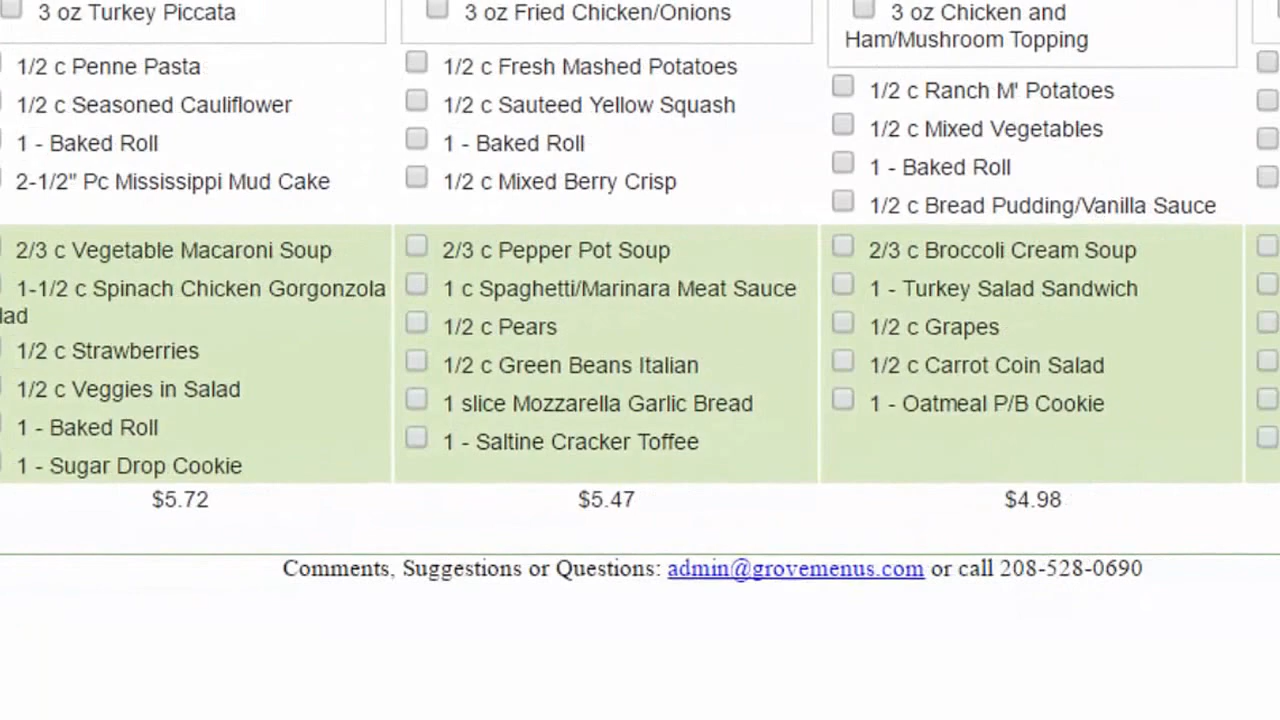 3 oz Turkey Piccata
1/2 c Penne Pasta
1/2 c Seasoned Cauliflower
1 - Baked Roll
2-1/2" Pc Mississippi Mud Cake
2/3 c Vegetable Macaroni Soup
1-1/2 c Spinach Chicken Gorgonzola
lad
1/2 c Strawberries
1/2 c Veggies in Salad
1 - Baked Roll
1 - Sugar Drop Cookie
$5.72
3 oz Fried Chicken/Onions
1/2 c Fresh Mashed Potatoes
1/2 c Sauteed Yellow Squash
1 - Baked Roll
1/2 c Mixed Berry Crisp
2/3 c Pepper Pot Soup
1 c Spaghetti/Marinara Meat Sauce
1/2 c Pears
1/2 c Green Beans Italian
1 slice Mozzarella Garlic Bread
1 - Saltine Cracker Toffee
$5.47
3 oz Chicken and
Ham/Mushroom Topping
1/2 c Ranch M' Potatoes
1/2 c Mixed Vegetables
1 - Baked Roll
1/2 c Bread Pudding/Vanilla Sauce
2/3 c Broccoli Cream Soup
1 - Turkey Salad Sandwich
1/2 c Grapes
1/2 c Carrot Coin Salad
1 - Oatmeal P/B Cookie
$4.98
Comments, Suggestions or Questions: admin@grovemenus.com or call 208-528-0690